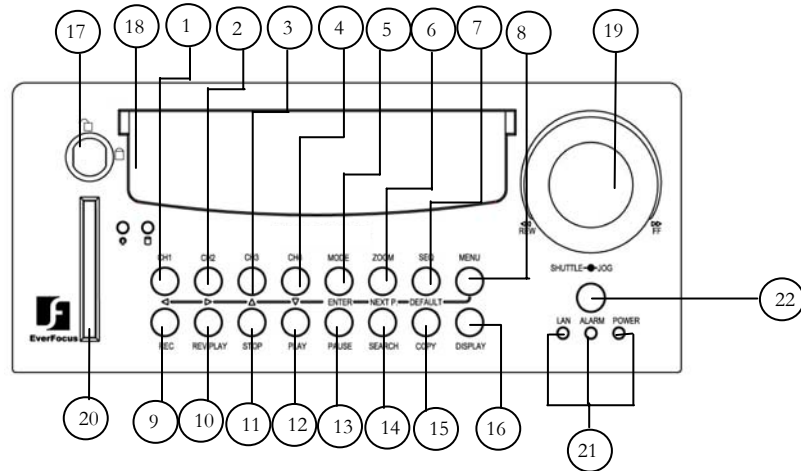 17 18 1 2 3 4 5 6 7 8 19
REW FF
CH1 CH2 CH3 CH4 MODE ZOOM SEQ MENU
SHUTTLE JOG
ENTER NEXT P. DEFAULT
22
LAN ALARM POWER
EverFocus
REC REV.PLAY STOP PLAY PAUSE SEARCH COPY DISPLAY
20 9 10 11 12 13 14 15 16 21